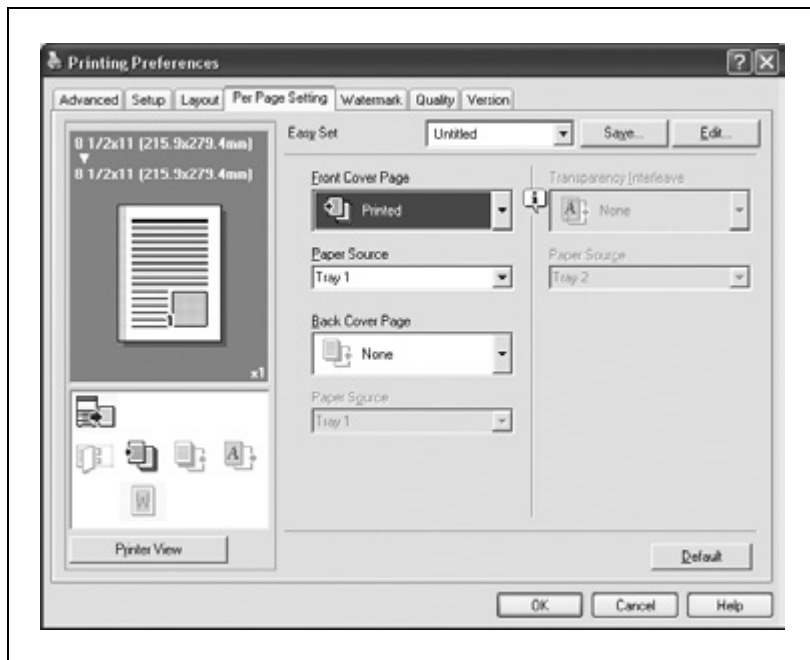 Printing Preferences
Advanced Setup Layout Per Page Setting Watermark Quality Version
8 1/2x11 (215.9x279.4mm)
8 1/2x11 (215.9x279.4mm)
x1
Printer View
Easy Set Untitled Save... Edit...
Front Cover Page
Printed
Paper Source
Tray 1
Back Cover Page
None
Paper Source
Tray 1
Transparency Interleave
None
Paper Source
Tray 2
Default
OK Cancel Help